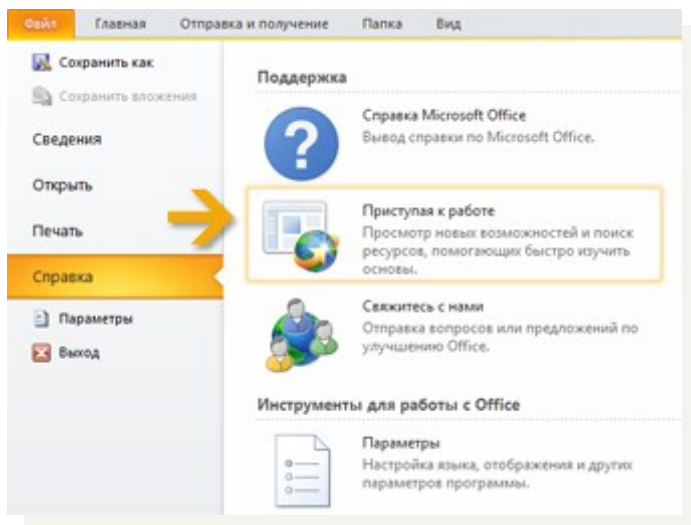 Файл Главная Отправка и получение Папка Вид
Сохранить как
Сохранить вложения
Сведения
Открыть
Печать
Справка
Параметры
Выход
Поддержка
Справка Microsoft Office
Вывод справки по Microsoft Office.
Приступая к работе
Просмотр новых возможностей и поиск
ресурсов, помогающих быстро изучить
основы.
Свяжитесь с нами
Отправка вопросов или предложений по
улучшению Office.
Инструменты для работы с Office
Параметры
Настройка языка, отображения и других
параметров программы.